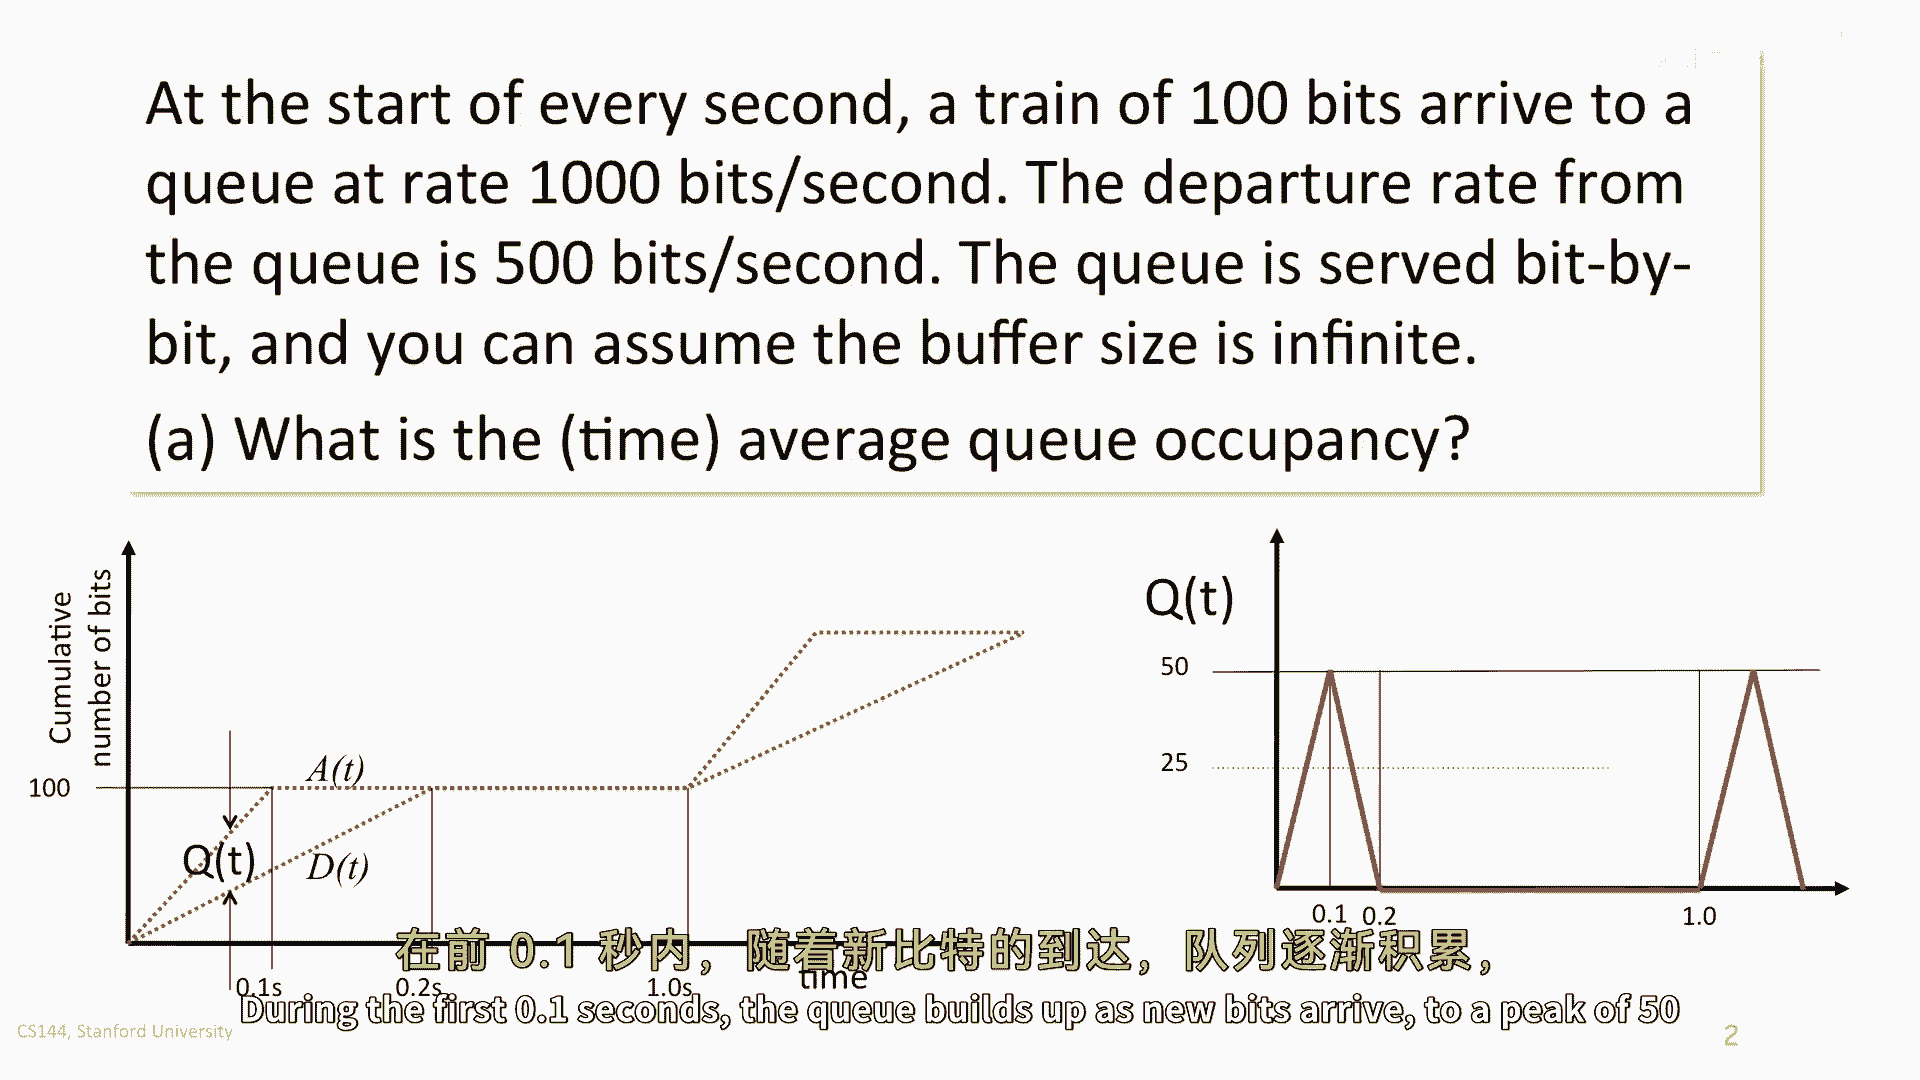 At the start of every second, a train of 100 bits arrive to a
queue at rate 1000 bits/second. The departure rate from
the queue is 500 bits/second. The queue is served bit-by-
bit, and you can assume the buffer size is infinite.
(a) What is the (time) average queue occupancy?
Cumulative
number of bits
100
A(t)
Q(t)
D(t)
0.1s
0.2s
1.0s
time
Q(t)
50
25
0.1
0.2
1.0
在前 0.1 秒内，随着新比特的到达，队列逐渐积累，
During the first 0.1 seconds, the queue builds up as new bits arrive, to a peak of 50
CS144, Stanford University
2